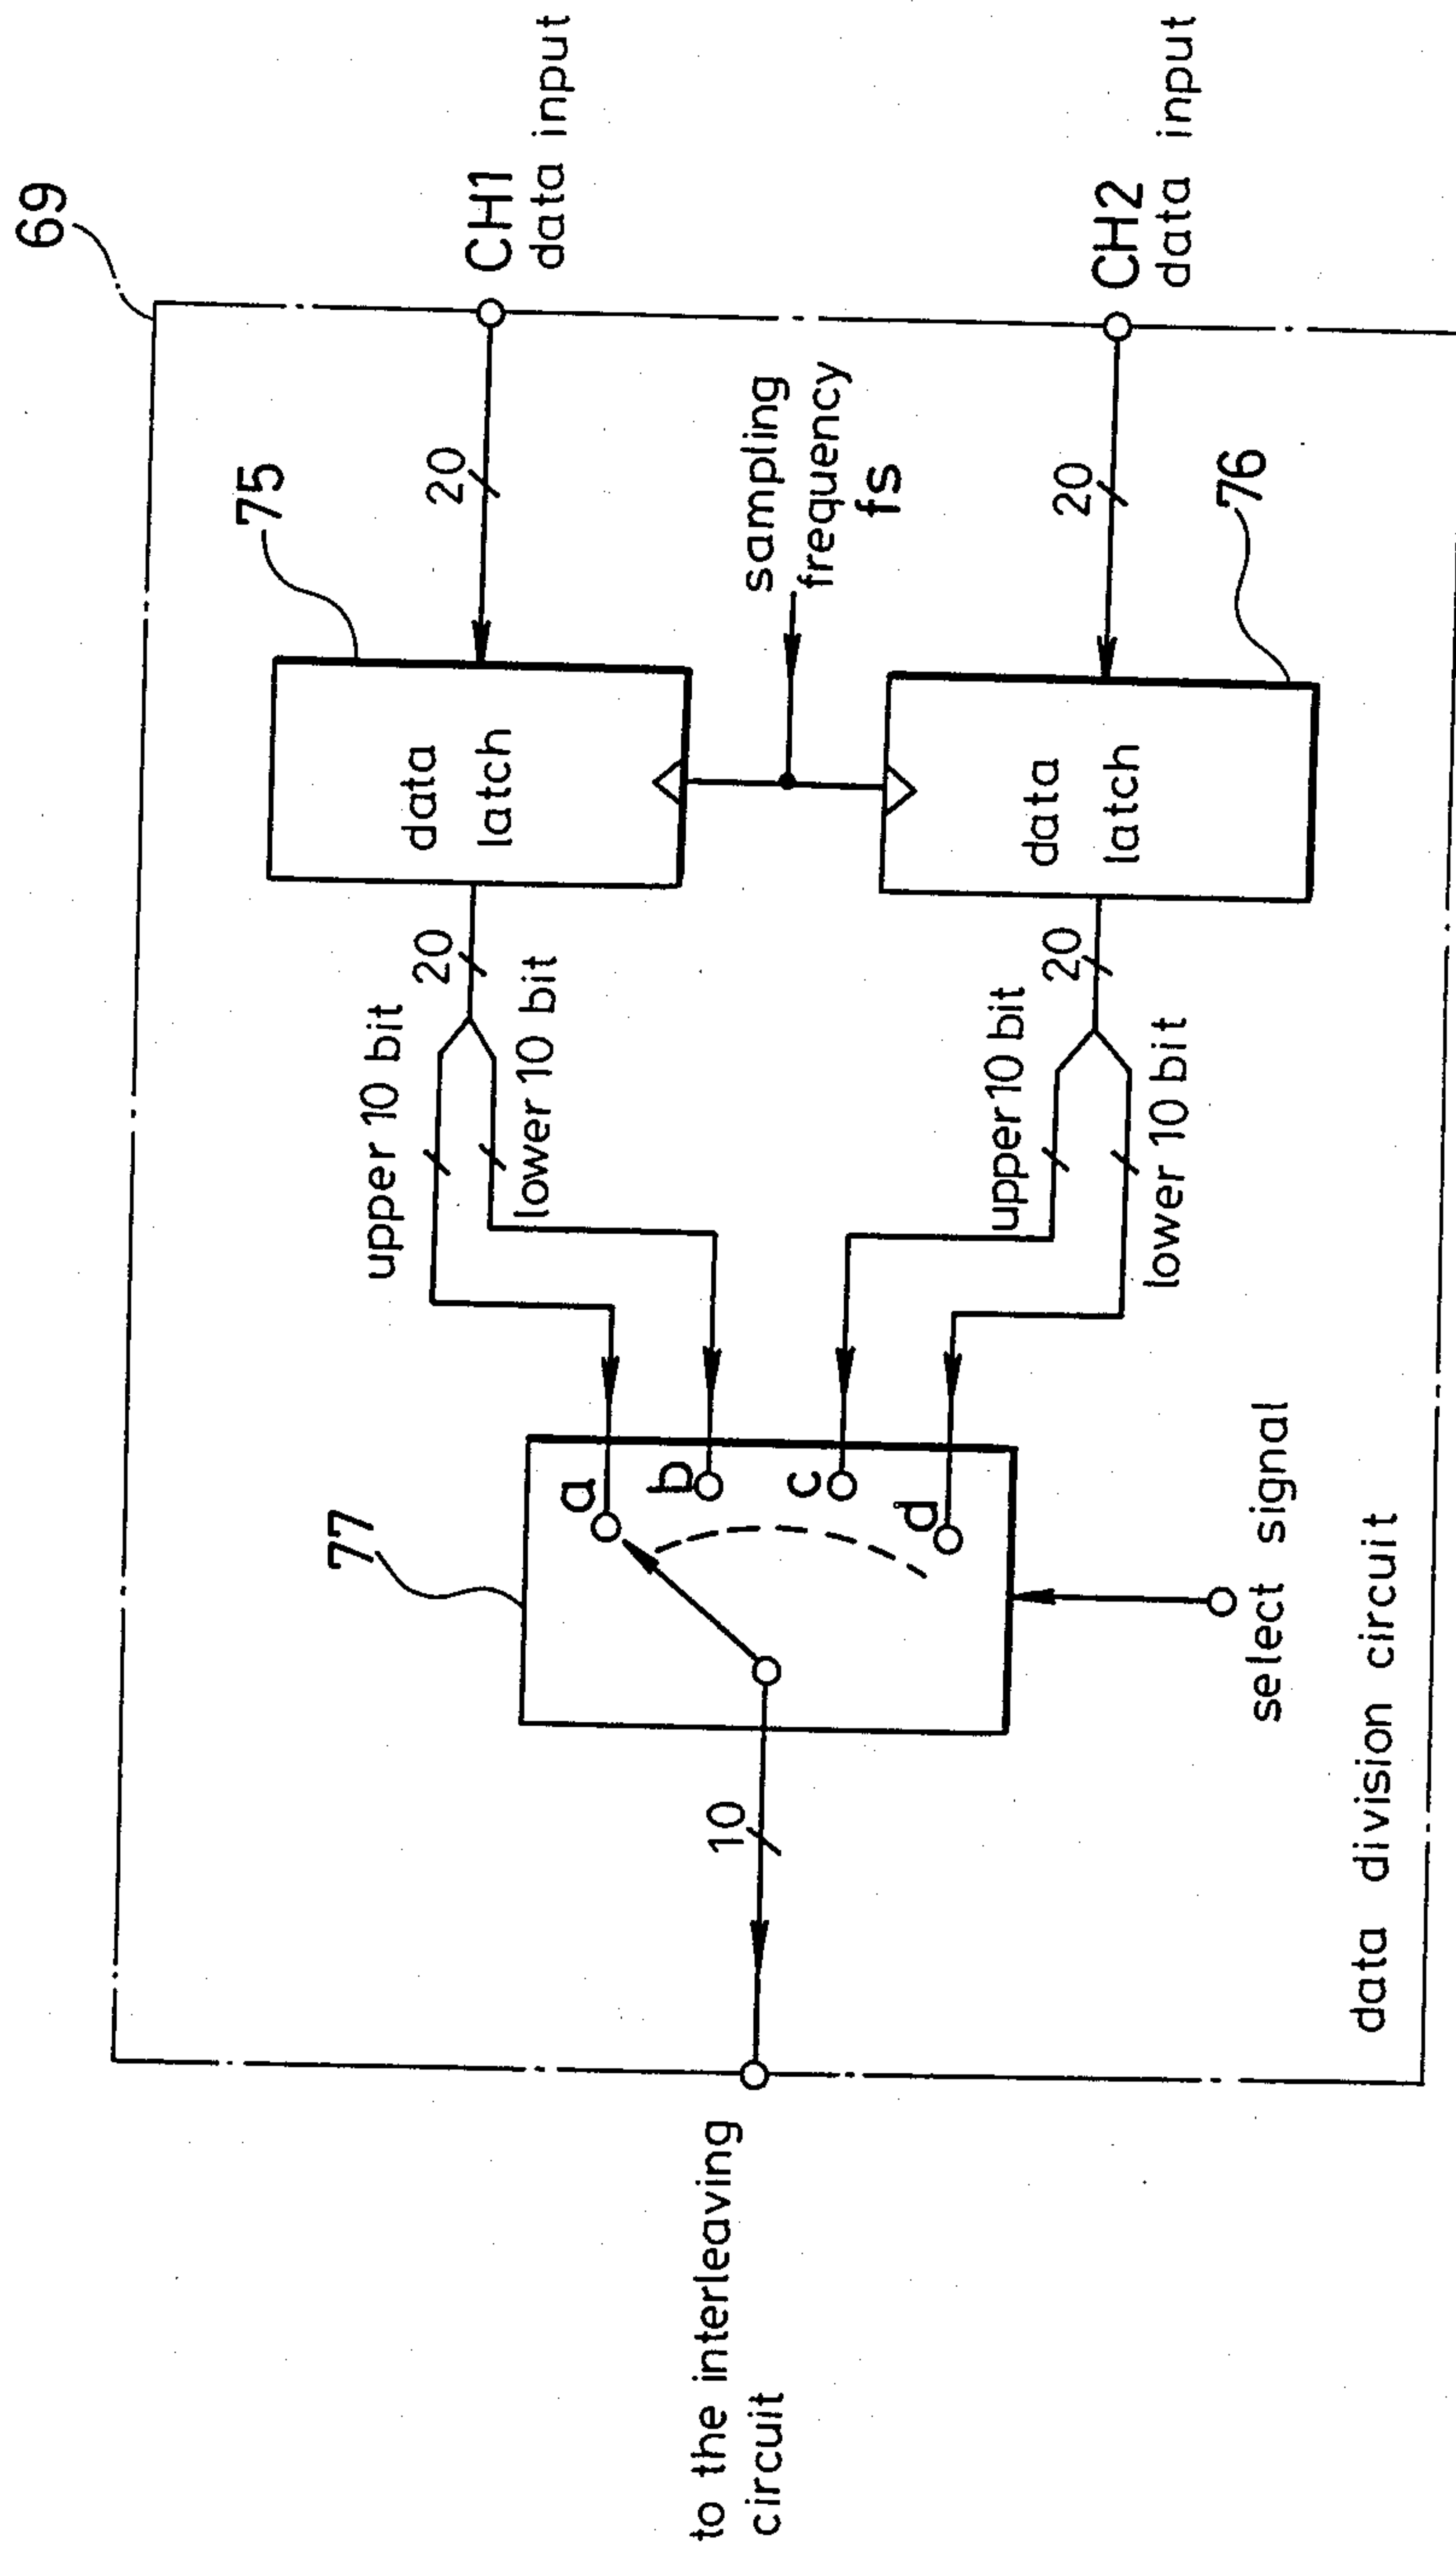 69
CH1
data input
CH2
data input
75
20
sampling
frequency
fs
20
76
data
latch
data
latch
20
upper 10 bit
lower 10 bit
20
upper 10 bit
lower 10 bit
77
a
b
c
d
select signal
10
data division circuit
to the interleaving
circuit